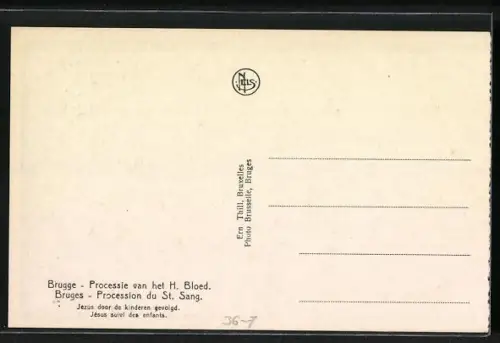 NELS
Ern Thill, Bruxelles
Photo Brusselle, Bruges
Brugge - Processie van het H. Bloed.
Bruges - Procession du St. Sang.
Jezus door de kinderen gevolgd.
Jésus suivi des enfants.
36-7